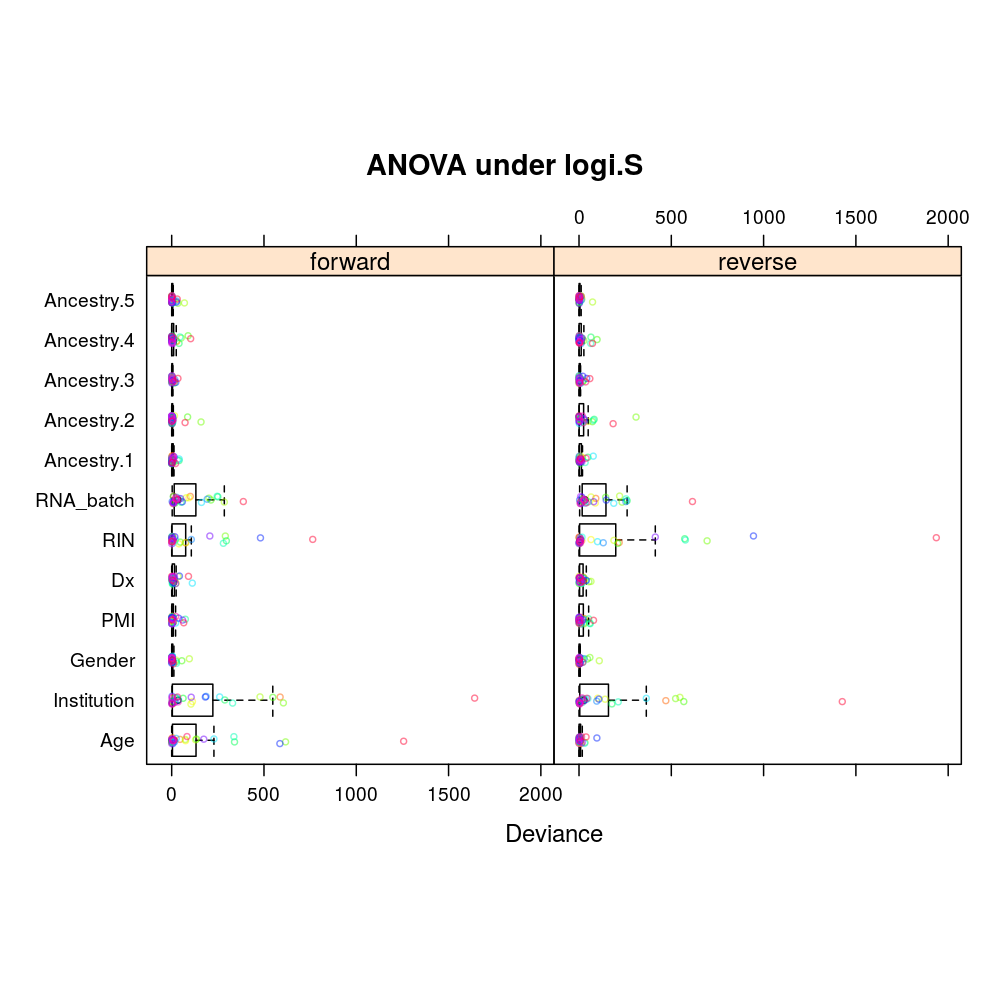 ANOVA under logi.S
0 500 1000 1500 2000
forward reverse
Ancestry.5
Ancestry.4
Ancestry.3
Ancestry.2
Ancestry.1
RNA_batch
RIN
Dx
PMI
Gender
Institution
Age
0 500 1000 1500 2000
Deviance